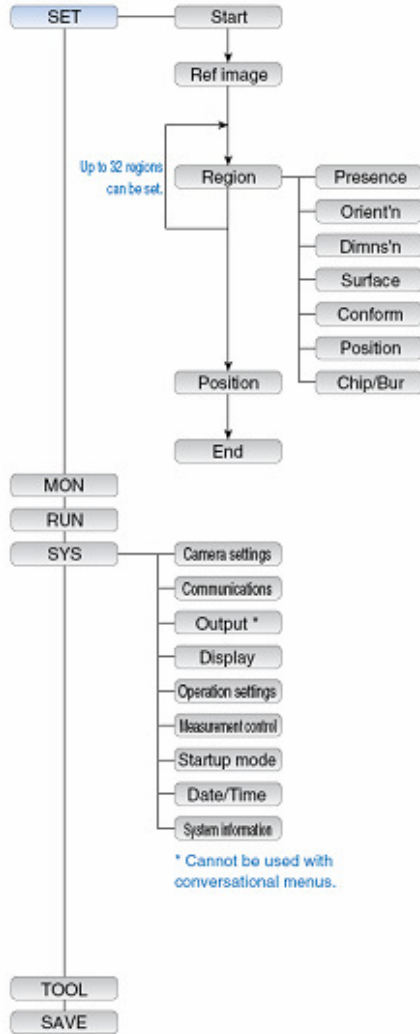 SET
Start
Ref image
Up to 32 regions
can be set.
Region
Presence
Orient'n
Dimns'n
Surface
Conform
Position
Chip/Bur
Position
End
MON
RUN
SYS
Camera settings
Communications
Output *
Display
Operation settings
Measurement control
Startup mode
Date/Time
System information
* Cannot be used with
conversational menus.
TOOL
SAVE